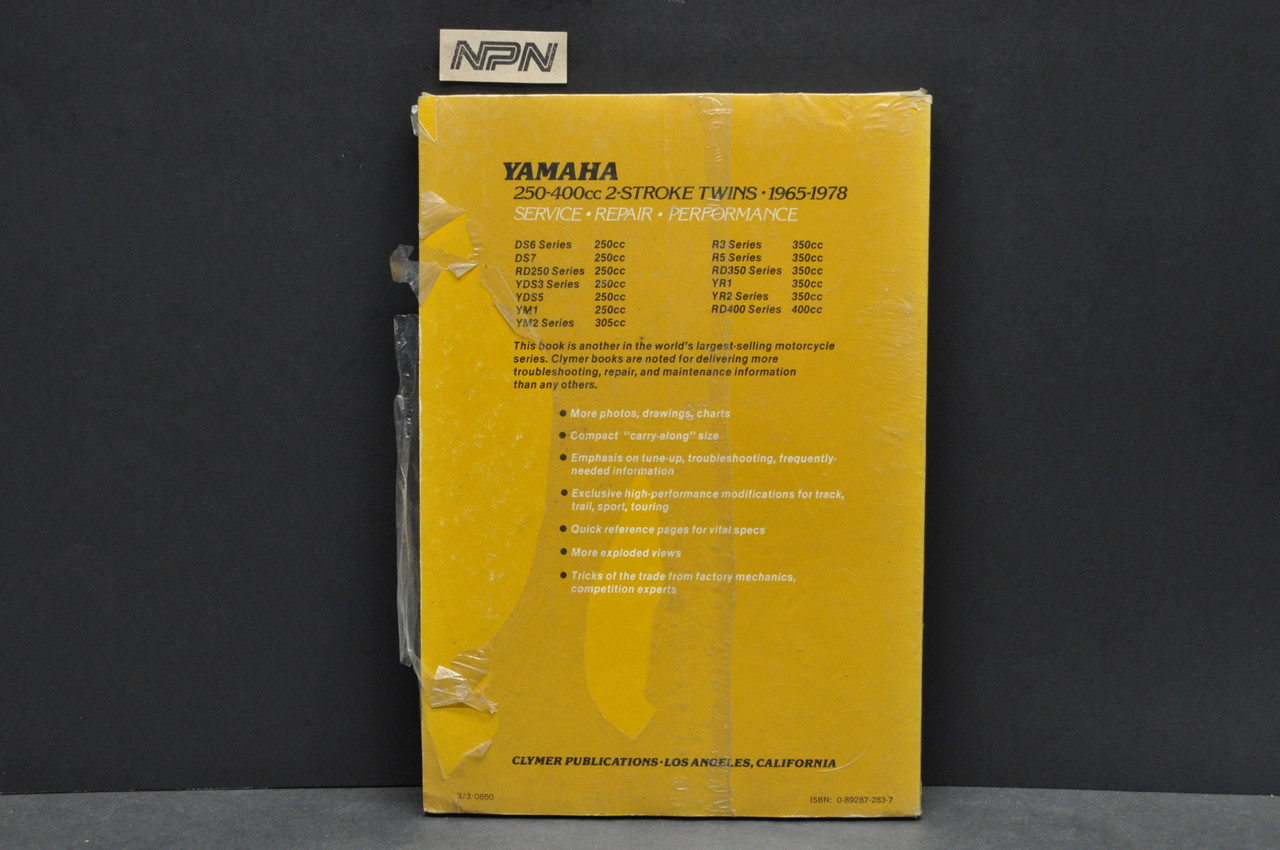 NPN
YAMAHA
250-400cc 2-STROKE TWINS • 1965-1978
SERVICE • REPAIR • PERFORMANCE
DS6 Series 250cc R3 Series 350cc
DS7 250cc R5 Series 350cc
RD250 Series 250cc RD350 Series 350cc
YDS3 Series 250cc YR1 350cc
YDS5 250cc YR2 Series 350cc
YM1 250cc RD400 Series 400cc
YM2 Series 305cc
This book is another in the world's largest-selling motorcycle
series. Clymer books are noted for delivering more
troubleshooting, repair, and maintenance information
than any others.
• More photos, drawings, charts
• Compact "carry-along" size
• Emphasis on tune-up, troubleshooting, frequently-
needed information
• Exclusive high-performance modifications for track,
trail, sport, touring
• Quick reference pages for vital specs
• More exploded views
• Tricks of the trade from factory mechanics,
competition experts
CLYMER PUBLICATIONS • LOS ANGELES, CALIFORNIA
3/3/0850 ISBN: 0-89287-283-7